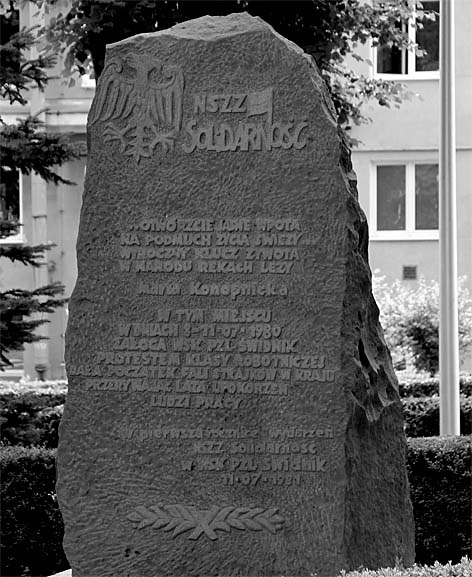 NSZZ
SOLIDARNOŚĆ
NA PODMUCH ŻYCIA ŚWIEŻY
KLUCZ ŻYWOTA
W NARODU RĘKACH LEŻY
Maria Konopnicka
W TYM MIEJSCU
W DNIACH 8-11-07-1980
ZAŁOGA WSK PZL ŚWIDNIK
PROTESTEM KLASY ROBOTNICZEJ
DAŁA POCZĄTEK FALI STRAJKÓW W KRAJU
PRZERYWAJĄC LATA UPOKORZEŃ
LUDZI PRACY
W pierwszą rocznicę wydarzeń
NSZZ Solidarność
w WSK PZL Świdnik
11-07-1981